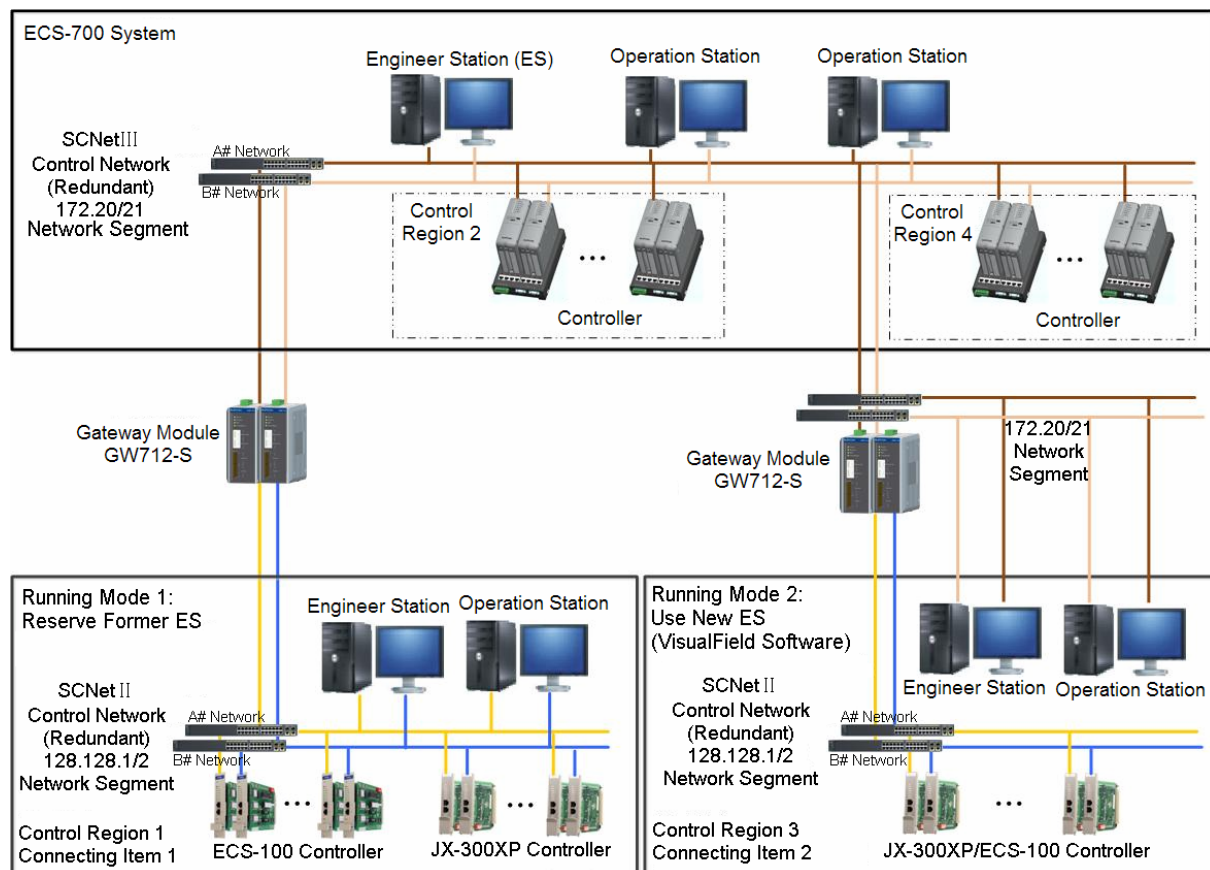 ECS-700 System
Engineer Station (ES)
Operation Station
Operation Station
SCNetⅢ
Control Network
(Redundant)
172.20/21
Network Segment
A# Network
B# Network
Control
Region 2
Controller
Control
Region 4
Controller
Gateway Module
GW712-S
Gateway Module
GW712-S
172.20/21
Network
Segment
Running Mode 1:
Reserve Former ES
Engineer Station
Operation Station
SCNetⅡ
Control Network
(Redundant)
128.128.1/2
Network Segment
A# Network
B# Network
Control Region 1
Connecting Item 1
ECS-100 Controller
JX-300XP Controller
Running Mode 2:
Use New ES
(VisualField Software)
Engineer Station
Operation Station
SCNetⅡ
Control Network
(Redundant)
128.128.1/2
Network Segment
A# Network
B# Network
Control Region 3
Connecting Item 2
JX-300XP/ECS-100 Controller